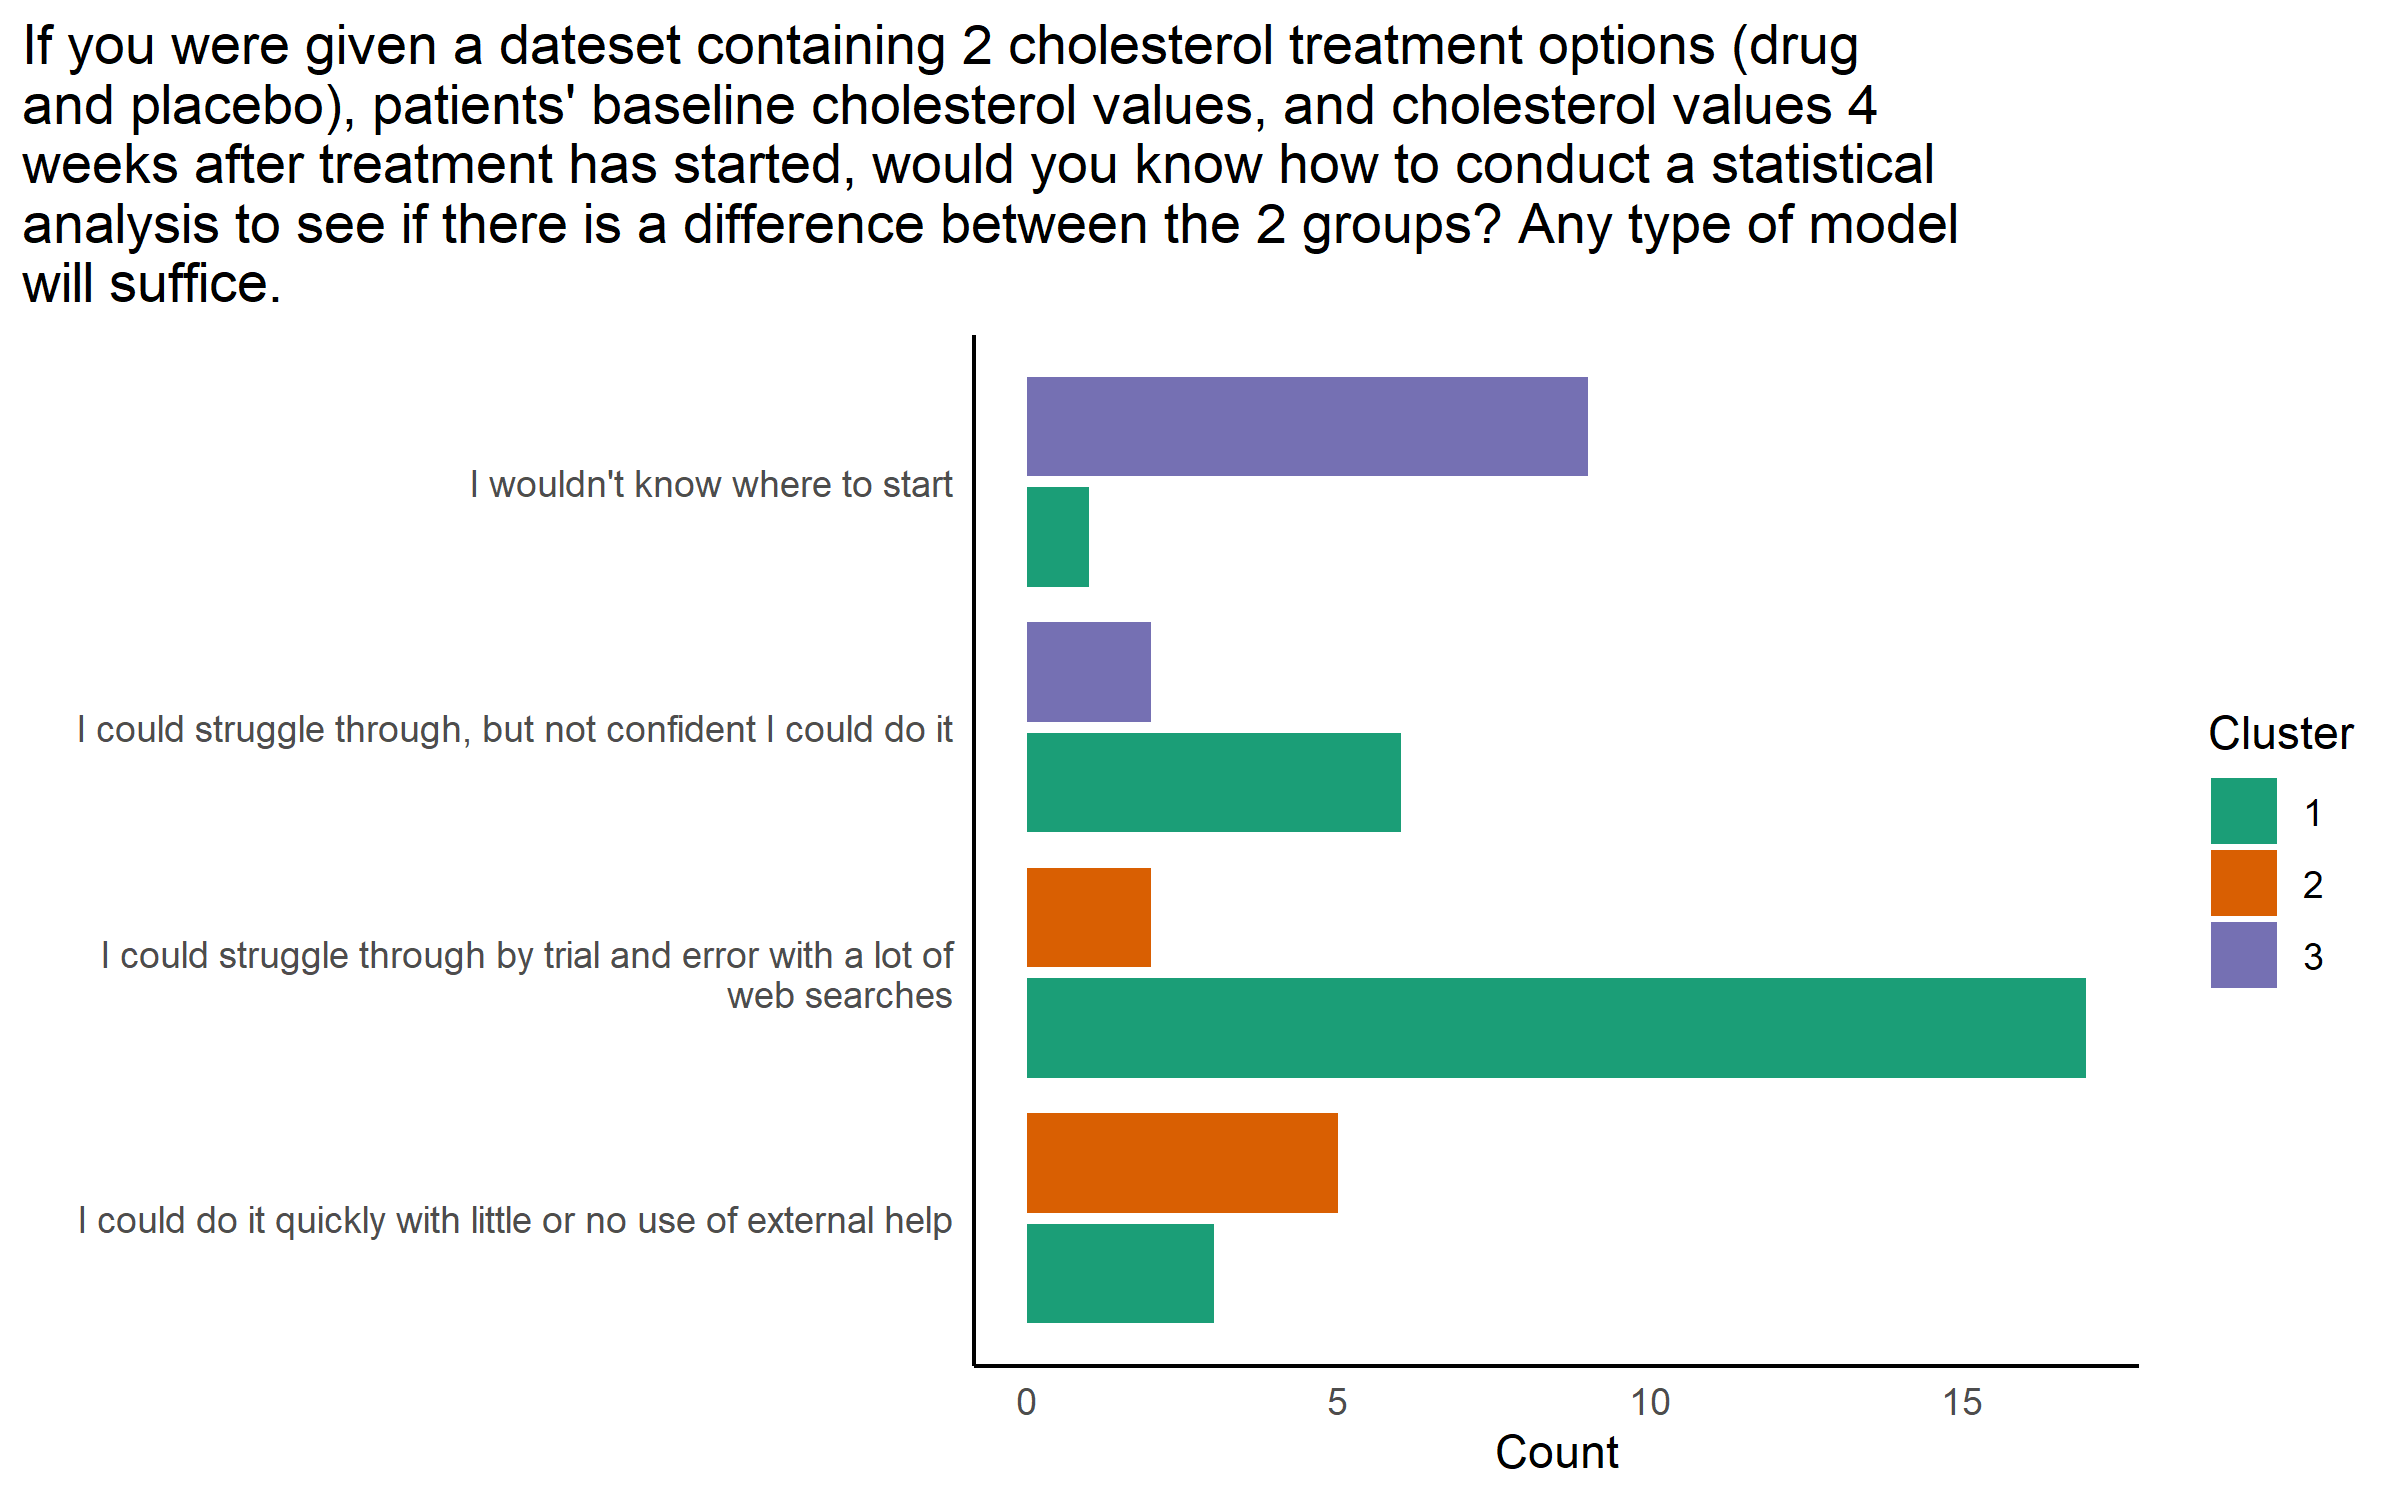 If you were given a dateset containing 2 cholesterol treatment options (drug
and placebo), patients' baseline cholesterol values, and cholesterol values 4
weeks after treatment has started, would you know how to conduct a statistical
analysis to see if there is a difference between the 2 groups? Any type of model
will suffice.
I wouldn't know where to start
I could struggle through, but not confident I could do it
I could struggle through by trial and error with a lot of
web searches
I could do it quickly with little or no use of external help
0 5 10 15
Count
Cluster
1
2
3